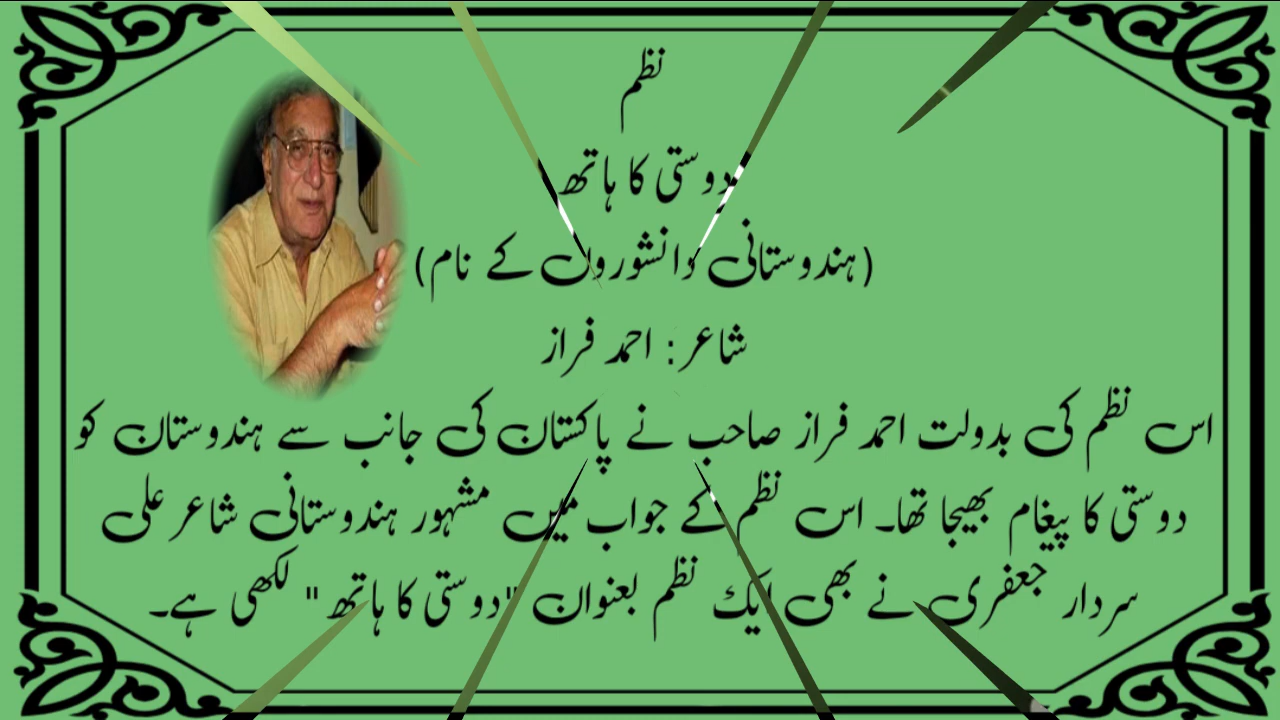 نظم
دوستی کا ہاتھ
(ہندوستانی دانشوروں کے نام)
شاعر : احمد فراز
اس نظم کی بدولت احمد فراز صاحب نے پاکستان کی جانب سے ہندوستان کو
دوستی کا پیغام بھیجا تھا۔ اس نظم کے جواب میں مشہور ہندوستانی شاعر علی
سردار جعفری نے بھی ایک نظم بعنوان "دوستی کا ہاتھ" لکھی ہے۔